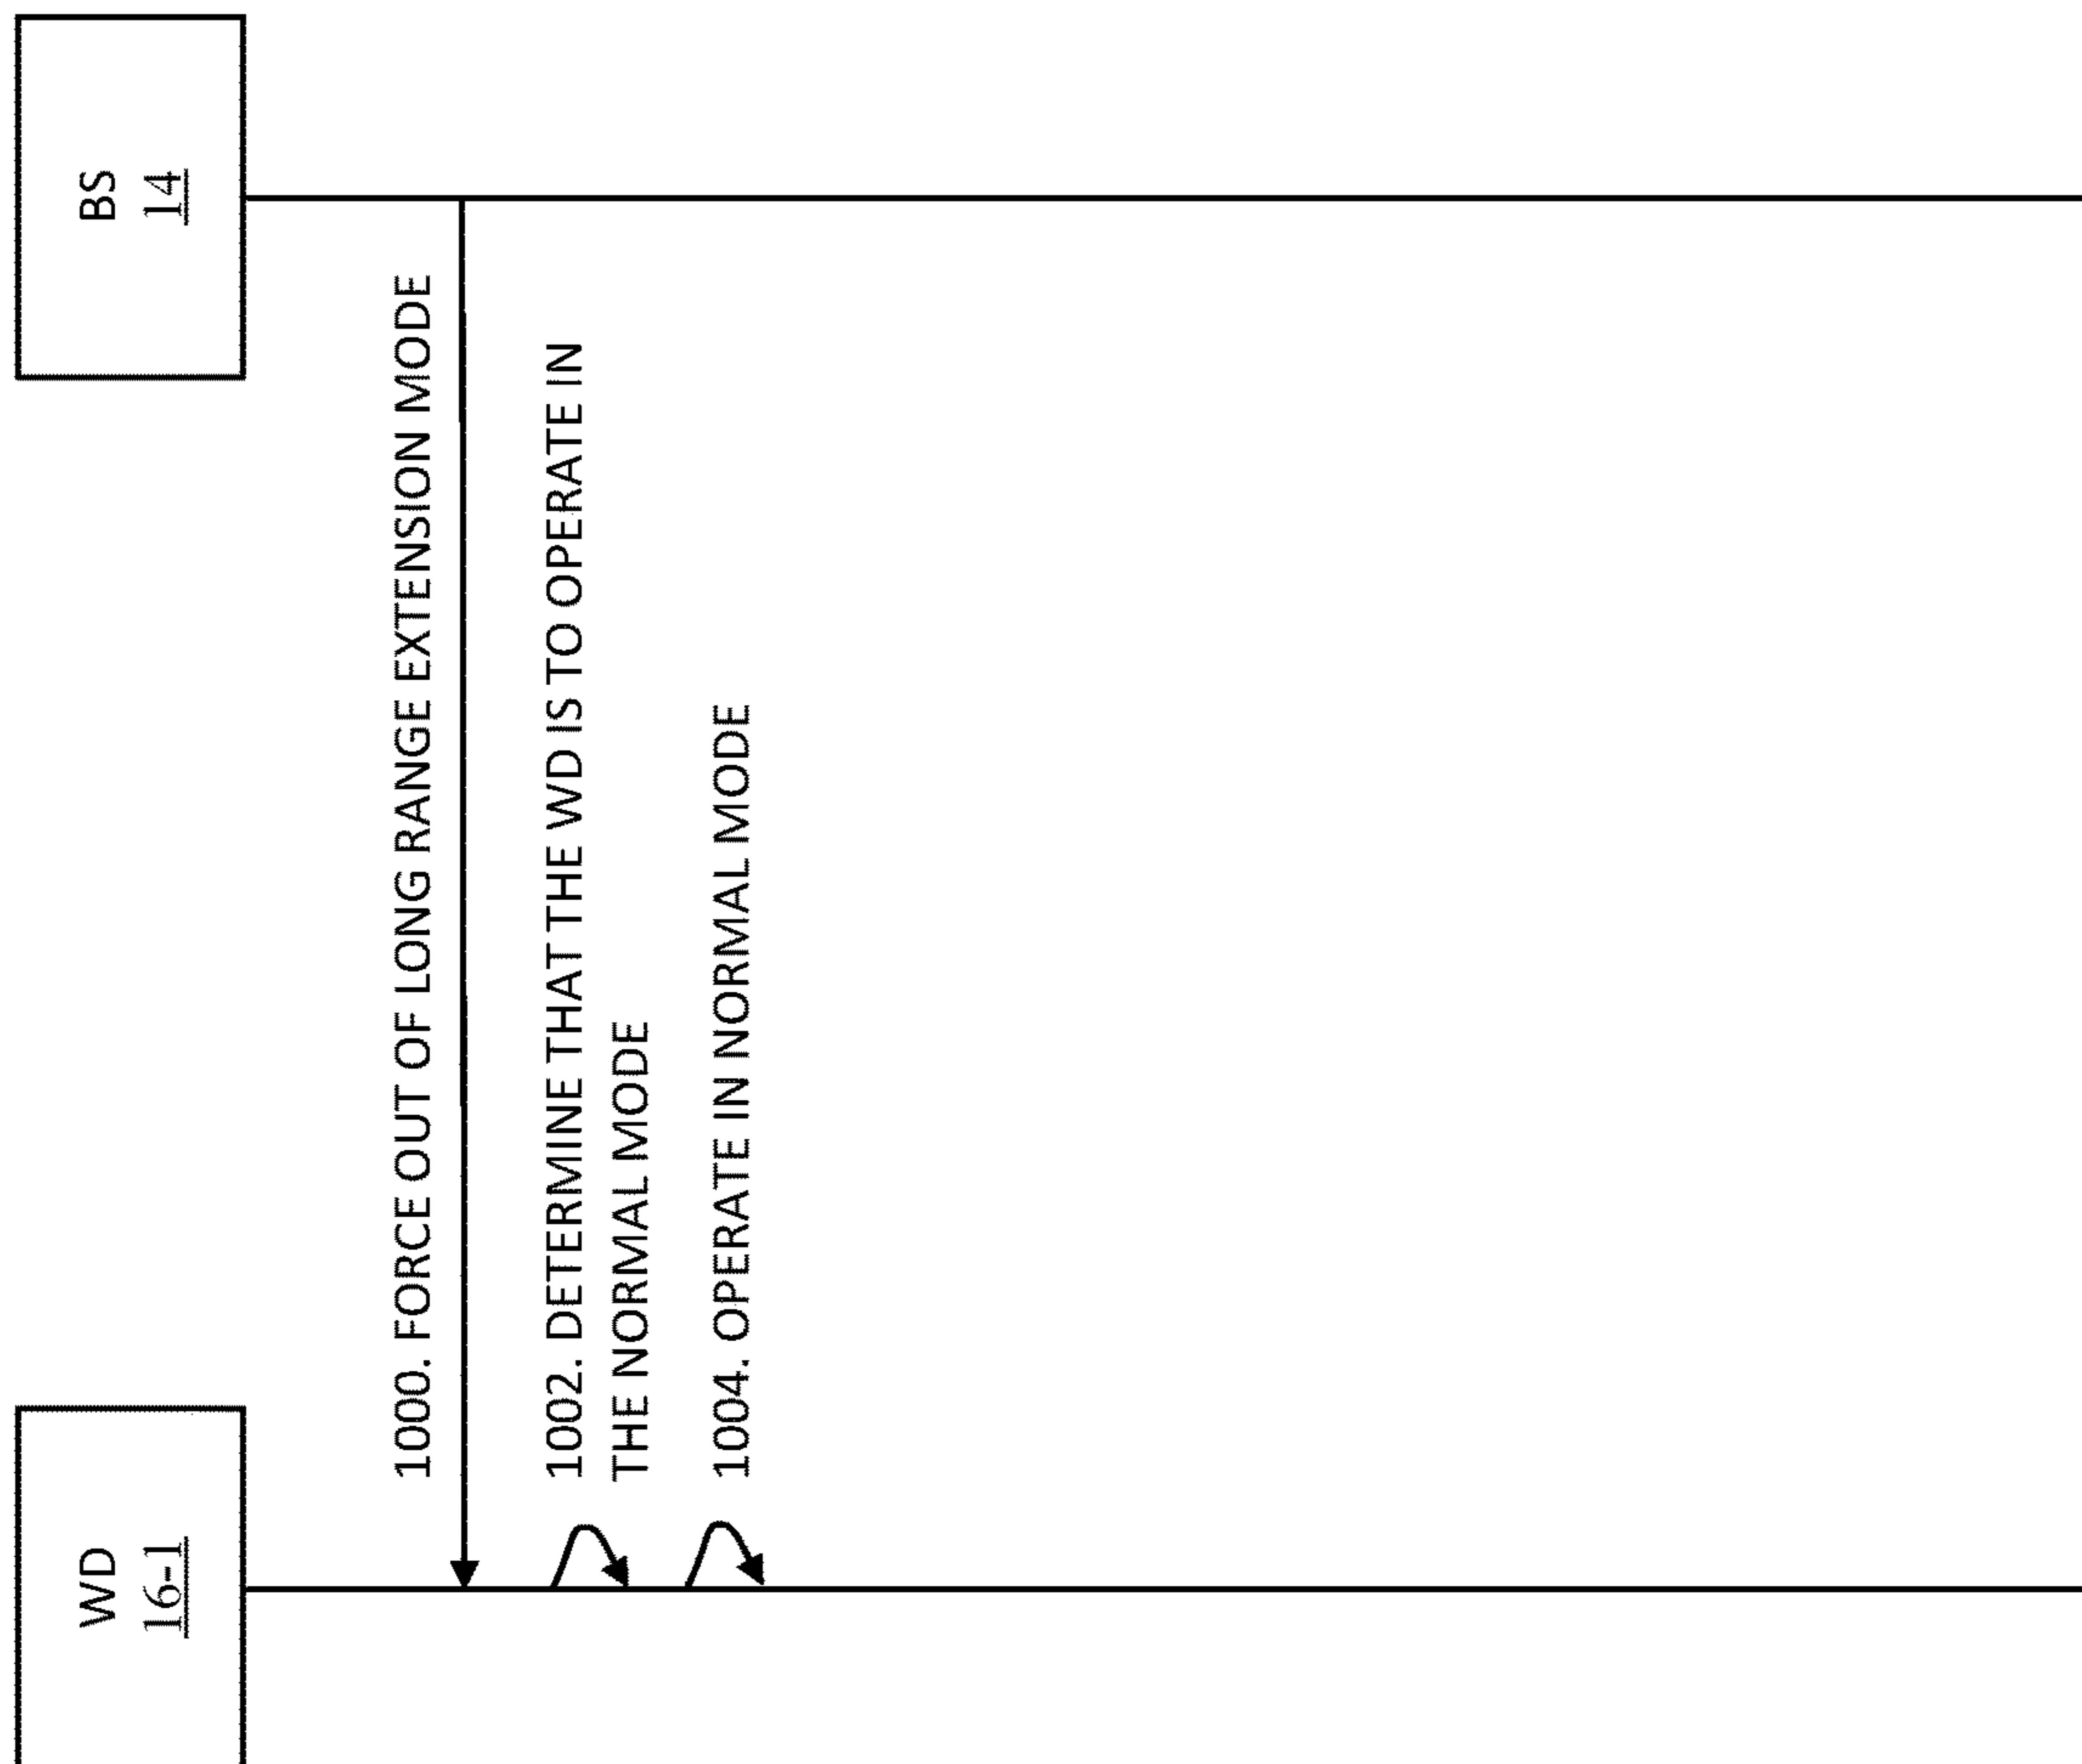 WD
16-1
BS
14
1000. FORCE OUT OF LONG RANGE EXTENSION MODE
1002. DETERMINE THAT THE WD IS TO OPERATE IN
THE NORMAL MODE
1004. OPERATE IN NORMAL MODE